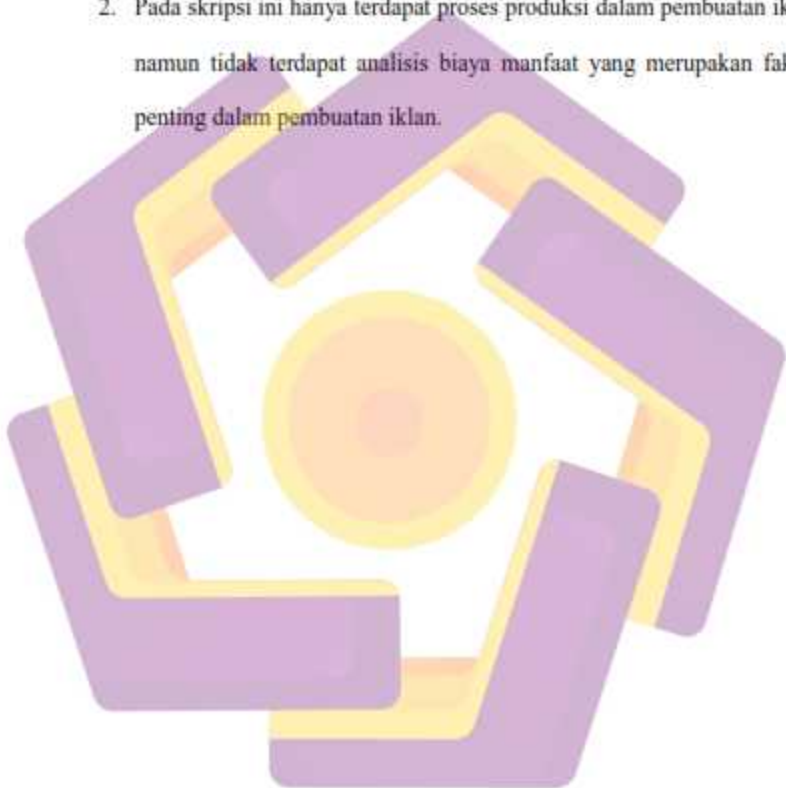 2. Pada skripsi ini hanya terdapat proses produksi dalam pembuatan
namun tidak terdapat analisis biaya manfaat yang merupakan
penting dalam pembuatan iklan.